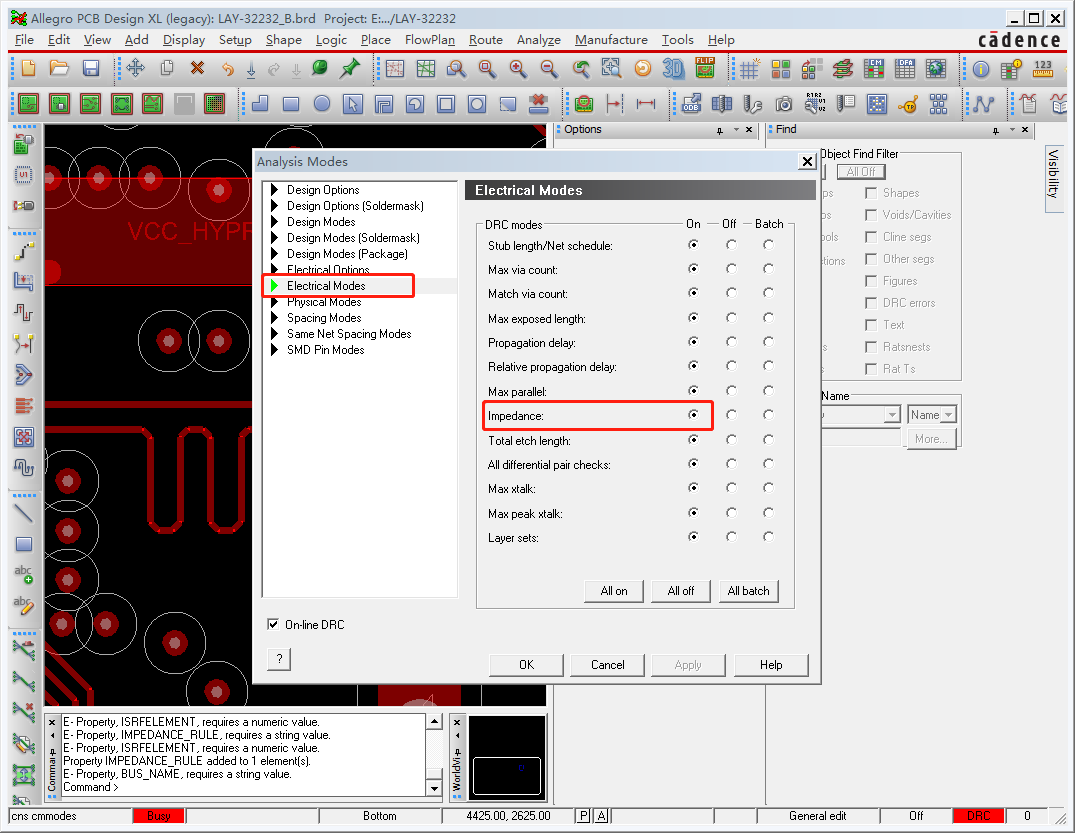 Allegro PCB Design XL (legacy): LAY-32232_B.brd Project: E:.../LAY-32232
File Edit View Add Display Setup Shape Logic Place FlowPlan Route Analyze Manufacture Tools Help
cādence
Options
Find
Visibility
VCC_HYPF
Analysis Modes
Design Options
Design Options (Soldermask)
Design Modes
Design Modes (Soldermask)
Design Modes (Package)
Electrical Options
Electrical Modes
Physical Modes
Spacing Modes
Same Net Spacing Modes
SMD Pin Modes
Electrical Modes
DRC modes On Off Batch
Stub length/Net schedule:
Max via count:
Match via count:
Max exposed length:
Propagation delay:
Relative propagation delay:
Max parallel:
Impedance:
Total etch length:
All differential pair checks:
Max xtalk:
Max peak xtalk:
Layer sets:
All on All off All batch
On-line DRC
?
OK Cancel Apply Help
Object Find Filter
All Off
Shapes
Voids/Cavities
Cline segs
Other segs
Figures
DRC errors
Text
Ratsnests
Rat Ts
Name
Name
More...
Command
E- Property, ISRFELEMENT, requires a numeric value.
E- Property, IMPEDANCE_RULE, requires a string value.
E- Property, ISRFELEMENT, requires a numeric value.
Property IMPEDANCE_RULE added to 1 element(s).
E- Property, BUS_NAME, requires a string value.
Command >
cns cmmodes Busy Bottom 4425.00, 2625.00 P A General edit Off DRC 0